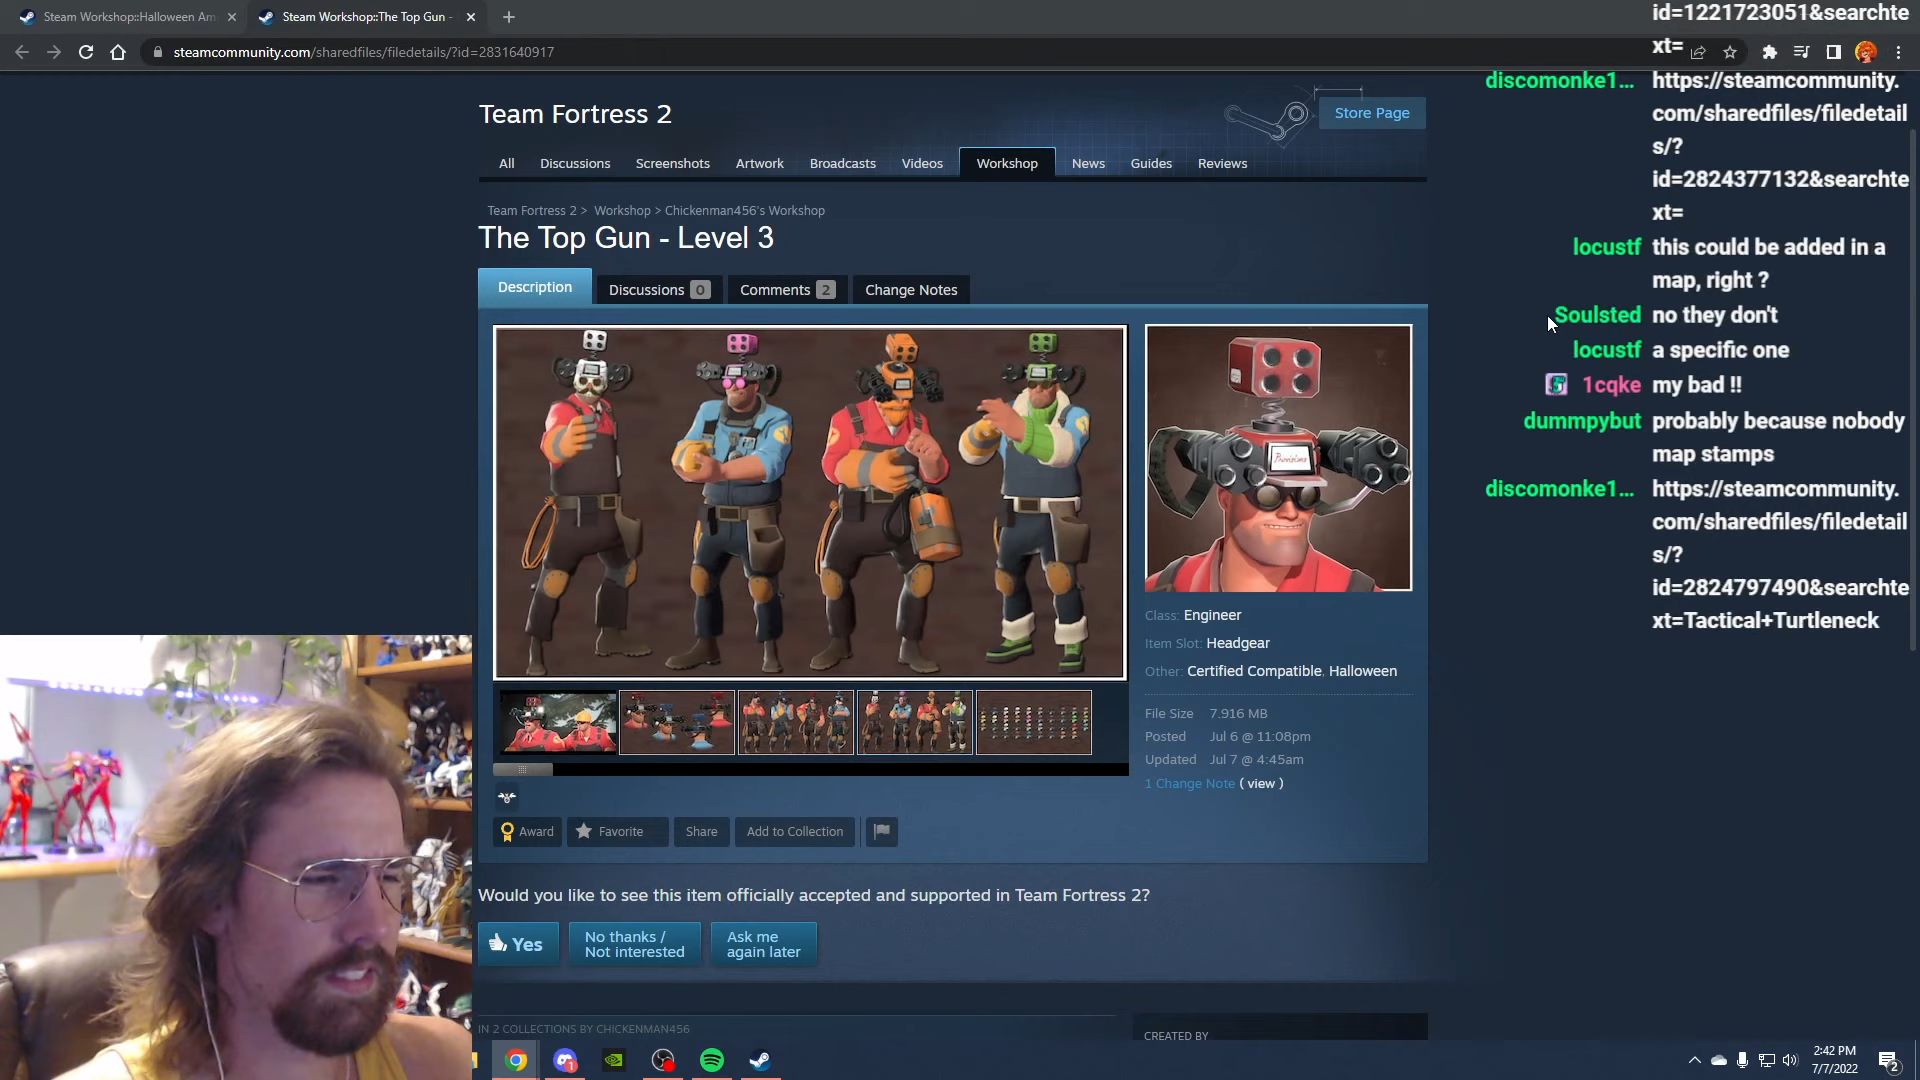 Steam Workshop::Halloween Am
Steam Workshop::The Top Gun -
steamcommunity.com/sharedfiles/filedetails/?id=2831640917
Team Fortress 2
Store Page
All
Discussions
Screenshots
Artwork
Broadcasts
Videos
Workshop
News
Guides
Reviews
Team Fortress 2 > Workshop > Chickenman456's Workshop
The Top Gun - Level 3
Description
Discussions 0
Comments 2
Change Notes
Class: Engineer
Item Slot: Headgear
Other: Certified Compatible, Halloween
File Size 7.916 MB
Posted Jul 6 @ 11:08pm
Updated Jul 7 @ 4:45am
1 Change Note ( view )
Award
Favorite
Share
Add to Collection
Would you like to see this item officially accepted and supported in Team Fortress 2?
Yes
No thanks /
Not interested
Ask me
again later
IN 2 COLLECTIONS BY CHICKENMAN456
CREATED BY
id=1221723051&searchte
xt=
discomonke1... https://steamcommunity.
com/sharedfiles/filedetail
s/?
id=2824377132&searchte
xt=
locustf this could be added in a
map, right ?
Soulsted no they don't
locustf a specific one
1cqke my bad !!
dummpybut probably because nobody
map stamps
discomonke1... https://steamcommunity.
com/sharedfiles/filedetail
s/?
id=2824797490&searchte
xt=Tactical+Turtleneck
1
2:42 PM
7/7/2022
2